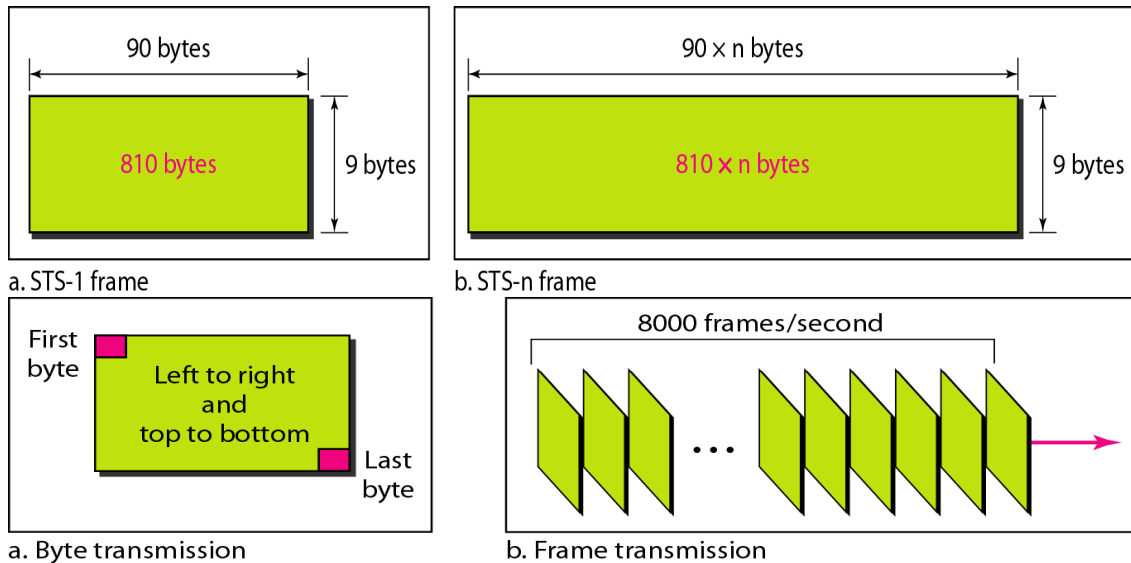 90 bytes
810 bytes
9 bytes
a. STS-1 frame
90 × n bytes
810 × n bytes
9 bytes
b. STS-n frame
First
byte
Left to right
and
top to bottom
Last
byte
a. Byte transmission
8000 frames/second
...
b. Frame transmission